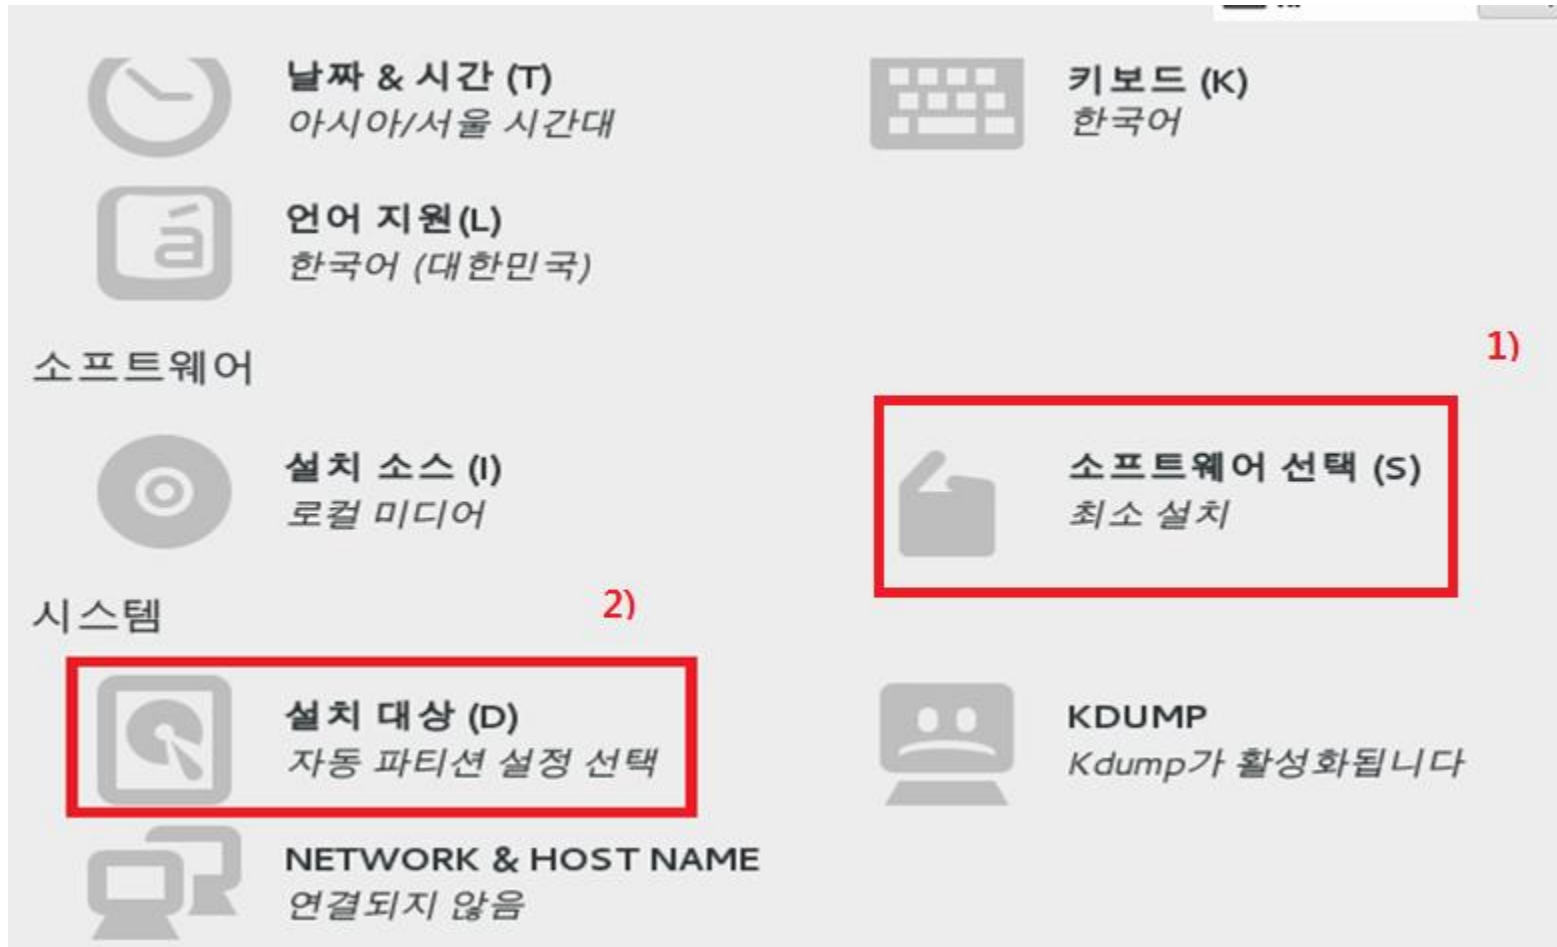 날짜 & 시간 (T)
아시아/서울 시간대
키보드 (K)
한국어
언어 지원(L)
한국어 (대한민국)
소프트웨어
1)
설치 소스 (I)
로컬 미디어
소프트웨어 선택 (S)
최소 설치
시스템
2)
설치 대상 (D)
자동 파티션 설정 선택
KDUMP
Kdump가 활성화됩니다
NETWORK & HOST NAME
연결되지 않음